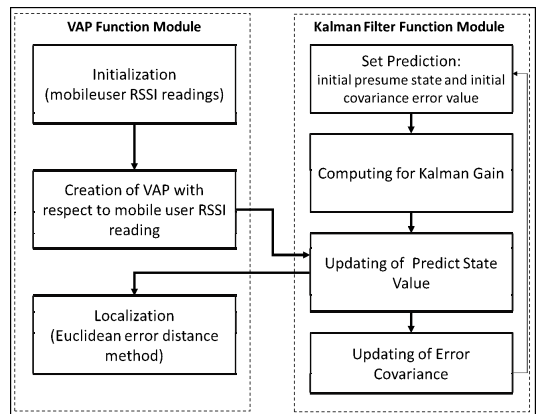 VAP Function Module
Initialization
(mobileuser RSSI readings)
Creation of VAP with
respect to mobile user RSSI
reading
Localization
(Euclidean error distance
method)
Kalman Filter Function Module
Set Prediction:
initial presume state and initial
covariance error value
Computing for Kalman Gain
Updating of Predict State
Value
Updating of Error
Covariance